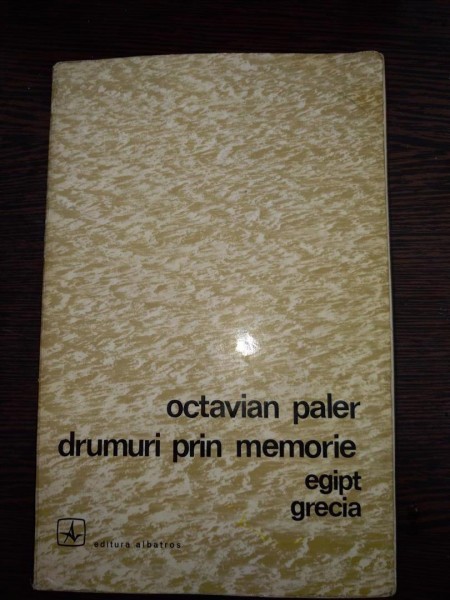 octavian paler
drumuri prin memorie
egipt
grecia
editura albatros